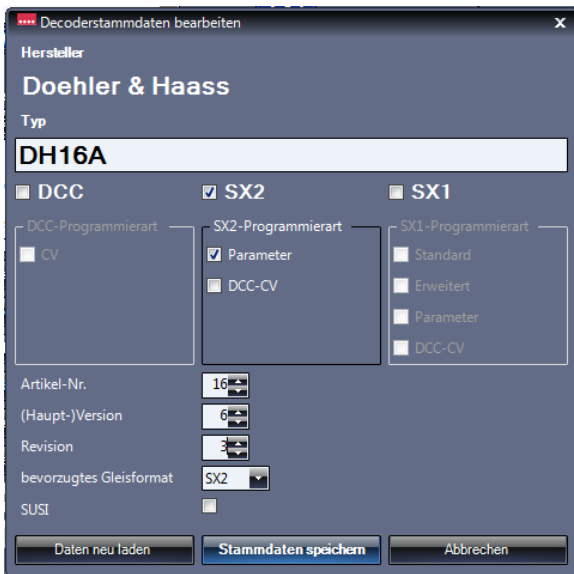 Decoderstammdaten bearbeiten
x
Hersteller
Doehler & Haass
Typ
DH16A
DCC SX2 SX1
DCC-Programmierart SX2-Programmierart SX1-Programmierart
CV Parameter Standard
DCC-CV Erweitert
Parameter
DCC-CV
Artikel-Nr. 16
(Haupt-)Version 6
Revision 3
bevorzugtes Gleisformat SX2
SUSI
Daten neu laden Stammdaten speichern Abbrechen